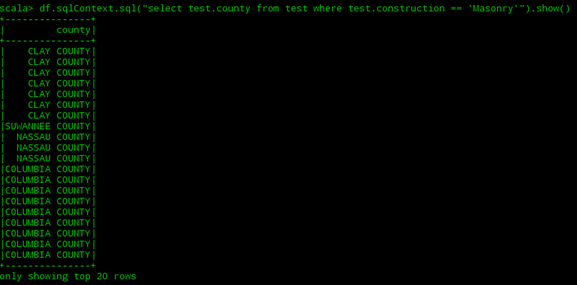 scala> df.sqlContext.sql("select test.county from test where test.construction == 'Masonry'").show()
+---------------+
|         county|
+---------------+
|    CLAY COUNTY|
|    CLAY COUNTY|
|    CLAY COUNTY|
|    CLAY COUNTY|
|    CLAY COUNTY|
|    CLAY COUNTY|
|    CLAY COUNTY|
|SUWANNEE COUNTY|
|  NASSAU COUNTY|
|  NASSAU COUNTY|
|  NASSAU COUNTY|
|COLUMBIA COUNTY|
|COLUMBIA COUNTY|
|COLUMBIA COUNTY|
|COLUMBIA COUNTY|
|COLUMBIA COUNTY|
|COLUMBIA COUNTY|
|COLUMBIA COUNTY|
|COLUMBIA COUNTY|
|COLUMBIA COUNTY|
+---------------+
only showing top 20 rows